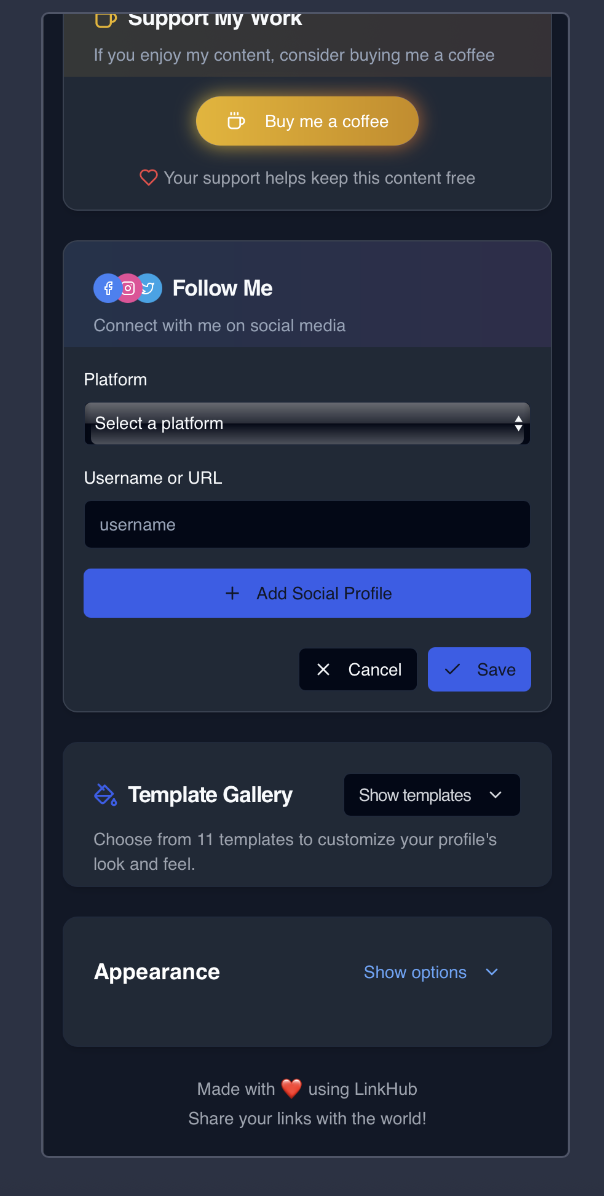 Support My Work
If you enjoy my content, consider buying me a coffee
Buy me a coffee
Your support helps keep this content free
Follow Me
Connect with me on social media
Platform
Select a platform
Username or URL
username
Add Social Profile
Cancel
Save
Template Gallery
Show templates
Choose from 11 templates to customize your profile's
look and feel.
Appearance
Show options
Made with ❤️ using LinkHub
Share your links with the world!